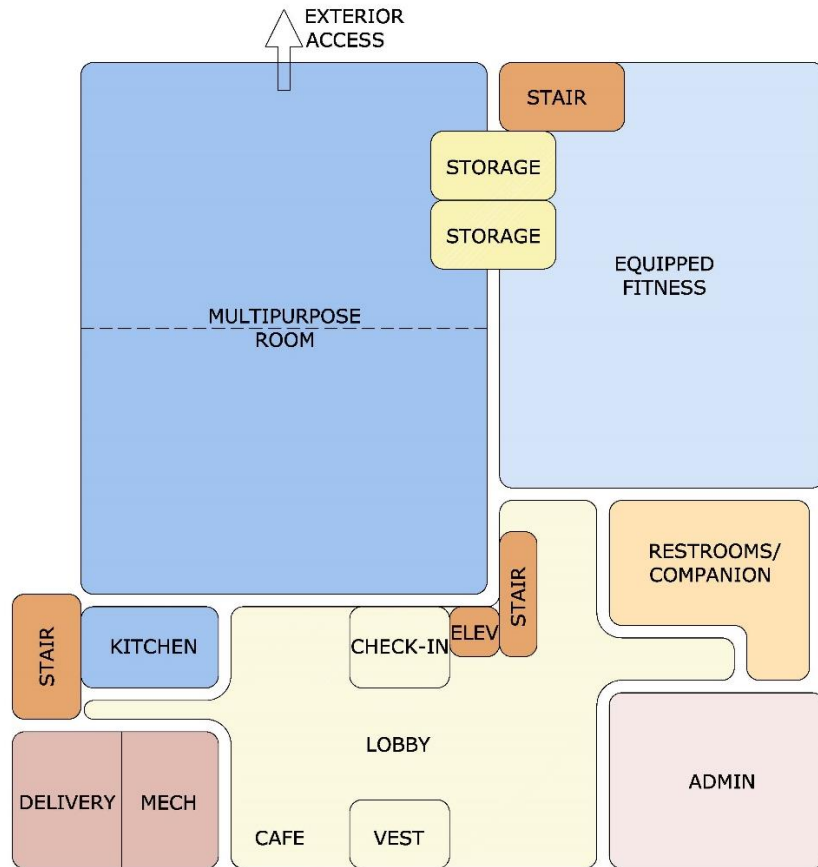 EXTERIOR
ACCESS
STAIR
STORAGE
STORAGE
EQUIPPED
FITNESS
MULTIPURPOSE
ROOM
RESTROOMS/
COMPANION
STAIR
STAIR
KITCHEN
CHECK-IN
ELEV
LOBBY
DELIVERY
MECH
CAFE
VEST
ADMIN